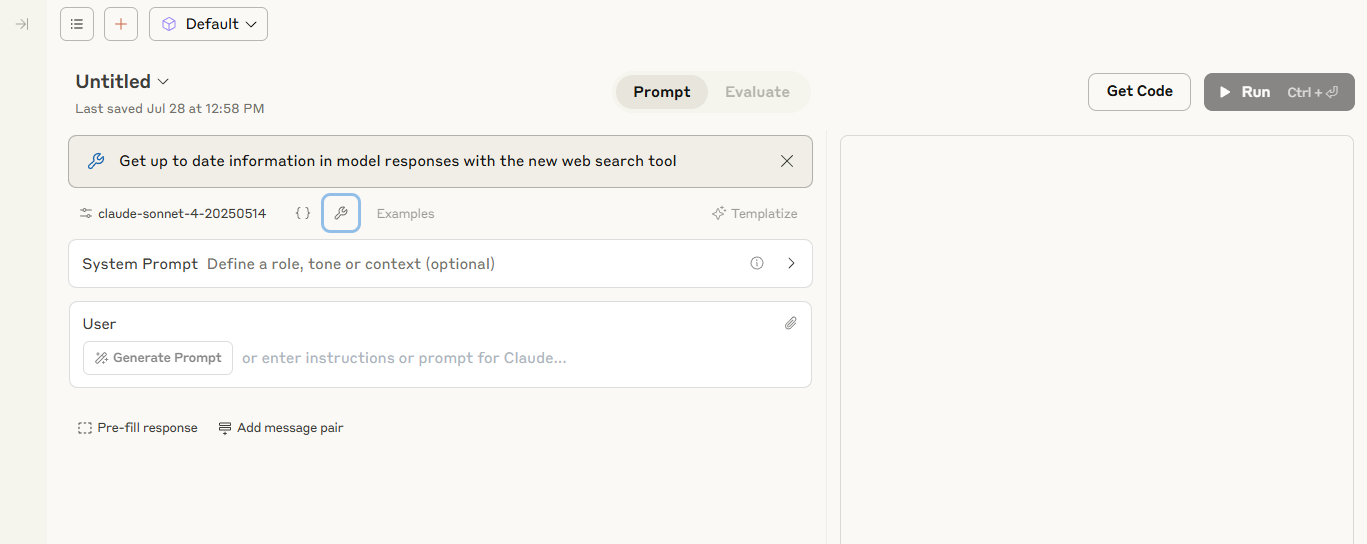 Default
Untitled
Last saved Jul 28 at 12:58 PM
Prompt Evaluate
Get Code
Run Ctrl + ⏎
Get up to date information in model responses with the new web search tool
claude-sonnet-4-20250514 { } Examples Templatize
System Prompt Define a role, tone or context (optional)
User
Generate Prompt or enter instructions or prompt for Claude...
Pre-fill response Add message pair